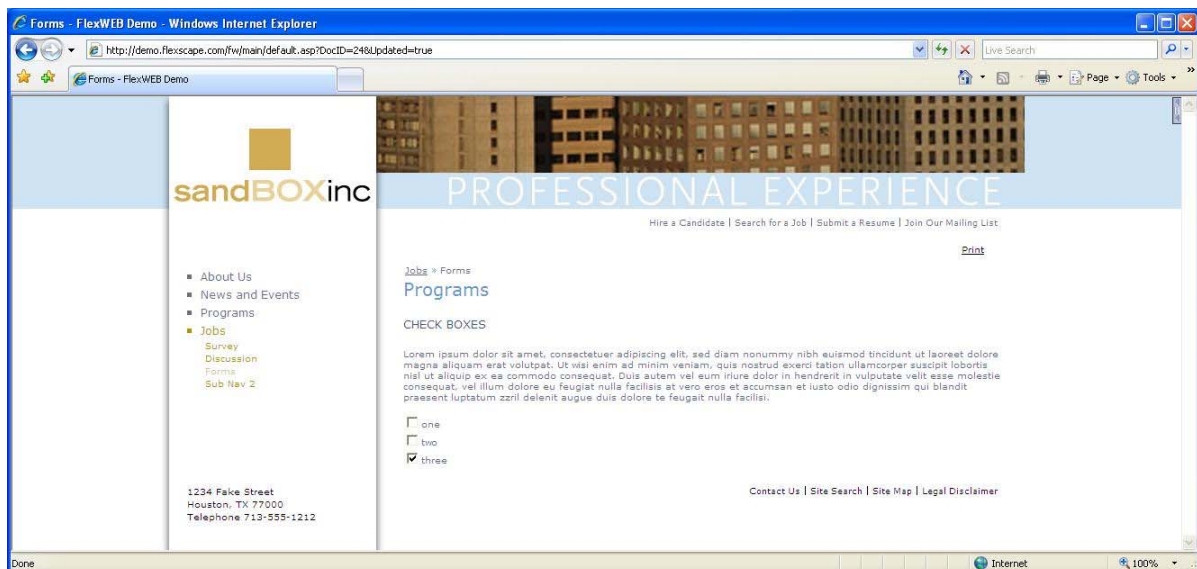 Forms - FlexWEB Demo - Windows Internet Explorer
http://demo.flexscape.com/fw/main/default.asp?DocID=24&Updated=true
Live Search
Forms - FlexWEB Demo
Page
Tools
sandBOXinc
PROFESSIONAL EXPERIENCE
Hire a Candidate | Search for a Job | Submit a Resume | Join Our Mailing List
Print
About Us
News and Events
Programs
Jobs
Survey
Discussion
Forms
Sub Nav 2
Jobs » Forms
Programs
CHECK BOXES
Lorem ipsum dolor sit amet, consectetuer adipiscing elit, sed diam nonummy nibh euismod tincidunt ut laoreet dolore
magna aliquam erat volutpat. Ut wisi enim ad minim veniam, quis nostrud exerci tation ullamcorper suscipit lobortis
nisl ut aliquip ex ea commodo consequat. Duis autem vel eum iriure dolor in hendrerit in vulputate velit esse molestie
consequat, vel illum dolore eu feugiat nulla facilisis at vero eros et accumsan et iusto odio dignissim qui blandit
praesent luptatum zzril delenit augue duis dolore te feugait nulla facilisi.
one
two
three
1234 Fake Street
Houston, TX 77000
Telephone 713-555-1212
Contact Us | Site Search | Site Map | Legal Disclaimer
Done
Internet
100%